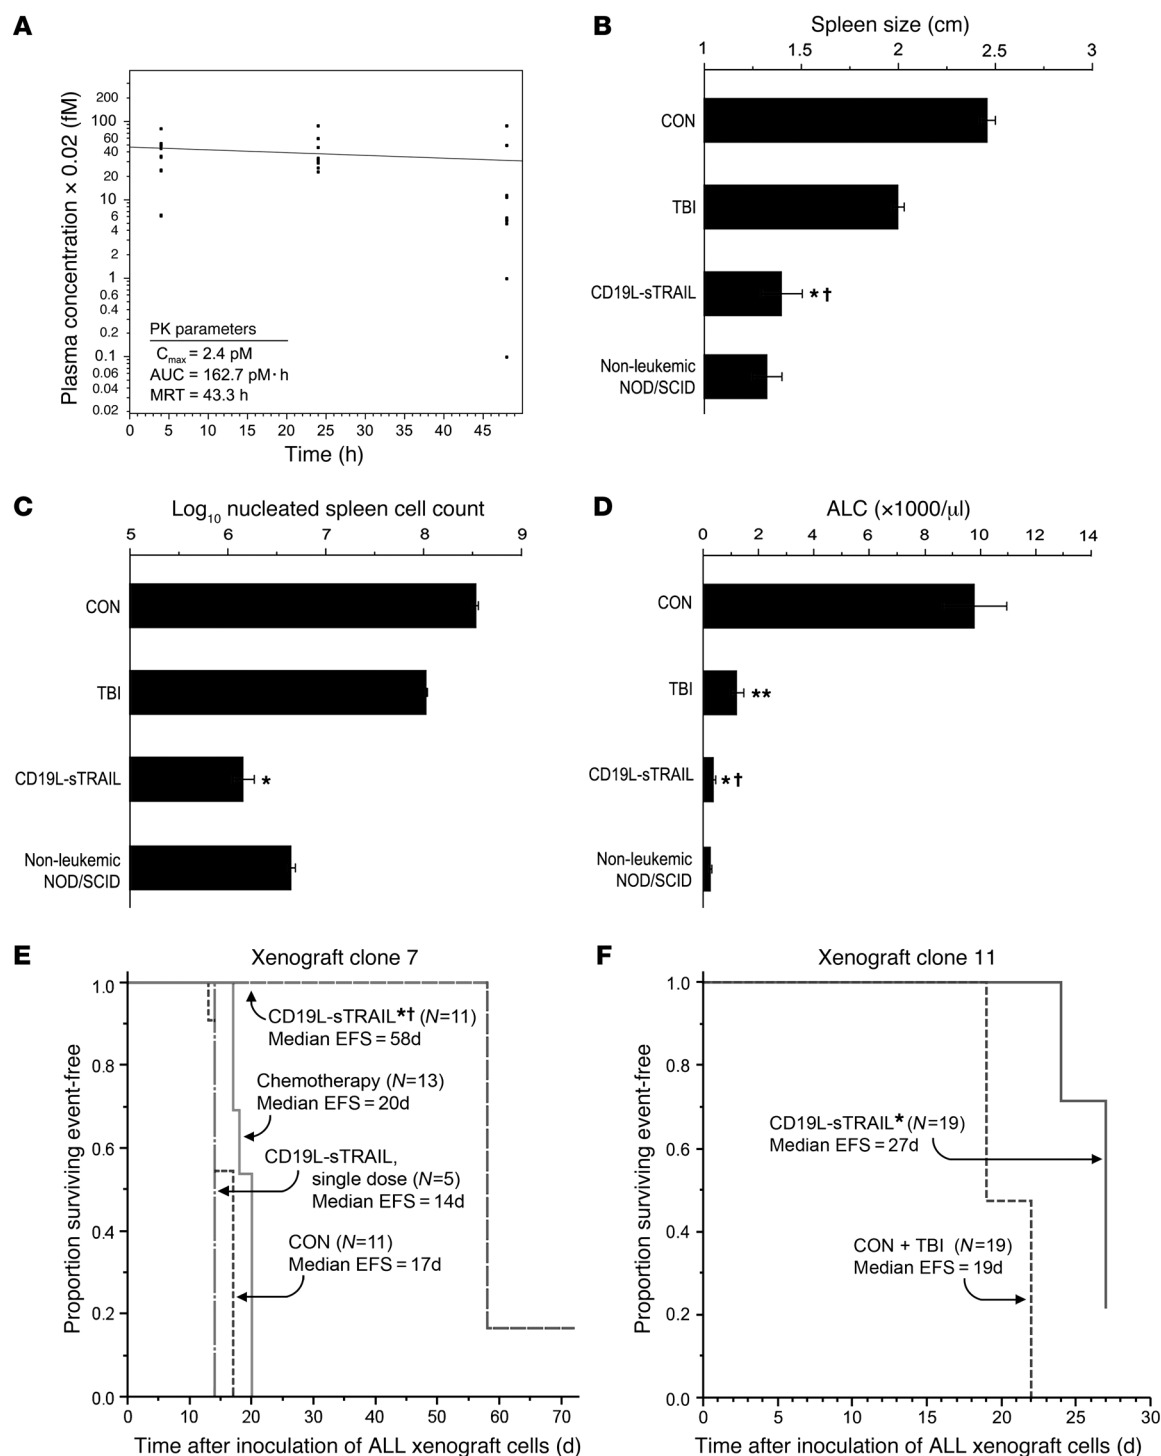 A
Plasma concentration × 0.02 (fM)
200
100
60
40
20
10
6
4
2
1
0.6
0.4
0.2
0.1
0.06
0.04
0.02
PK parameters
Cmax = 2.4 pM
AUC = 162.7 pM·h
MRT = 43.3 h
0 5 10 15 20 25 30 35 40 45
Time (h)
B
Spleen size (cm)
1 1.5 2 2.5 3
CON
TBI
CD19L-sTRAIL
*†
Non-leukemic
NOD/SCID
C
Log10 nucleated spleen cell count
5 6 7 8 9
CON
TBI
CD19L-sTRAIL
*
Non-leukemic
NOD/SCID
D
ALC (×1000/μl)
0 2 4 6 8 10 12 14
CON
TBI
**
CD19L-sTRAIL
*†
Non-leukemic
NOD/SCID
E
Xenograft clone 7
Proportion surviving event-free
1.0
0.8
0.6
0.4
0.2
0.0
CD19L-sTRAIL*† (N=11)
Median EFS = 58d
Chemotherapy (N=13)
Median EFS = 20d
CD19L-sTRAIL,
single dose (N=5)
Median EFS = 14d
CON (N=11)
Median EFS = 17d
0 10 20 30 40 50 60 70
Time after inoculation of ALL xenograft cells (d)
F
Xenograft clone 11
Proportion surviving event-free
1.0
0.8
0.6
0.4
0.2
0.0
CD19L-sTRAIL* (N=19)
Median EFS = 27d
CON + TBI (N=19)
Median EFS = 19d
0 5 10 15 20 25 30
Time after inoculation of ALL xenograft cells (d)